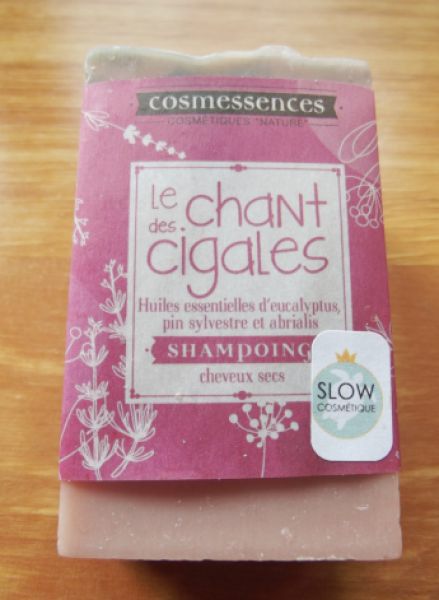 cosmessences
COSMÉTIQUES "NATURE"
Le chant
des
cigales
Huiles essentielles d'eucalyptus,
pin sylvestre et abrialis
SHAMPOING
cheveux secs
SLOW
COSMÉTIQUE